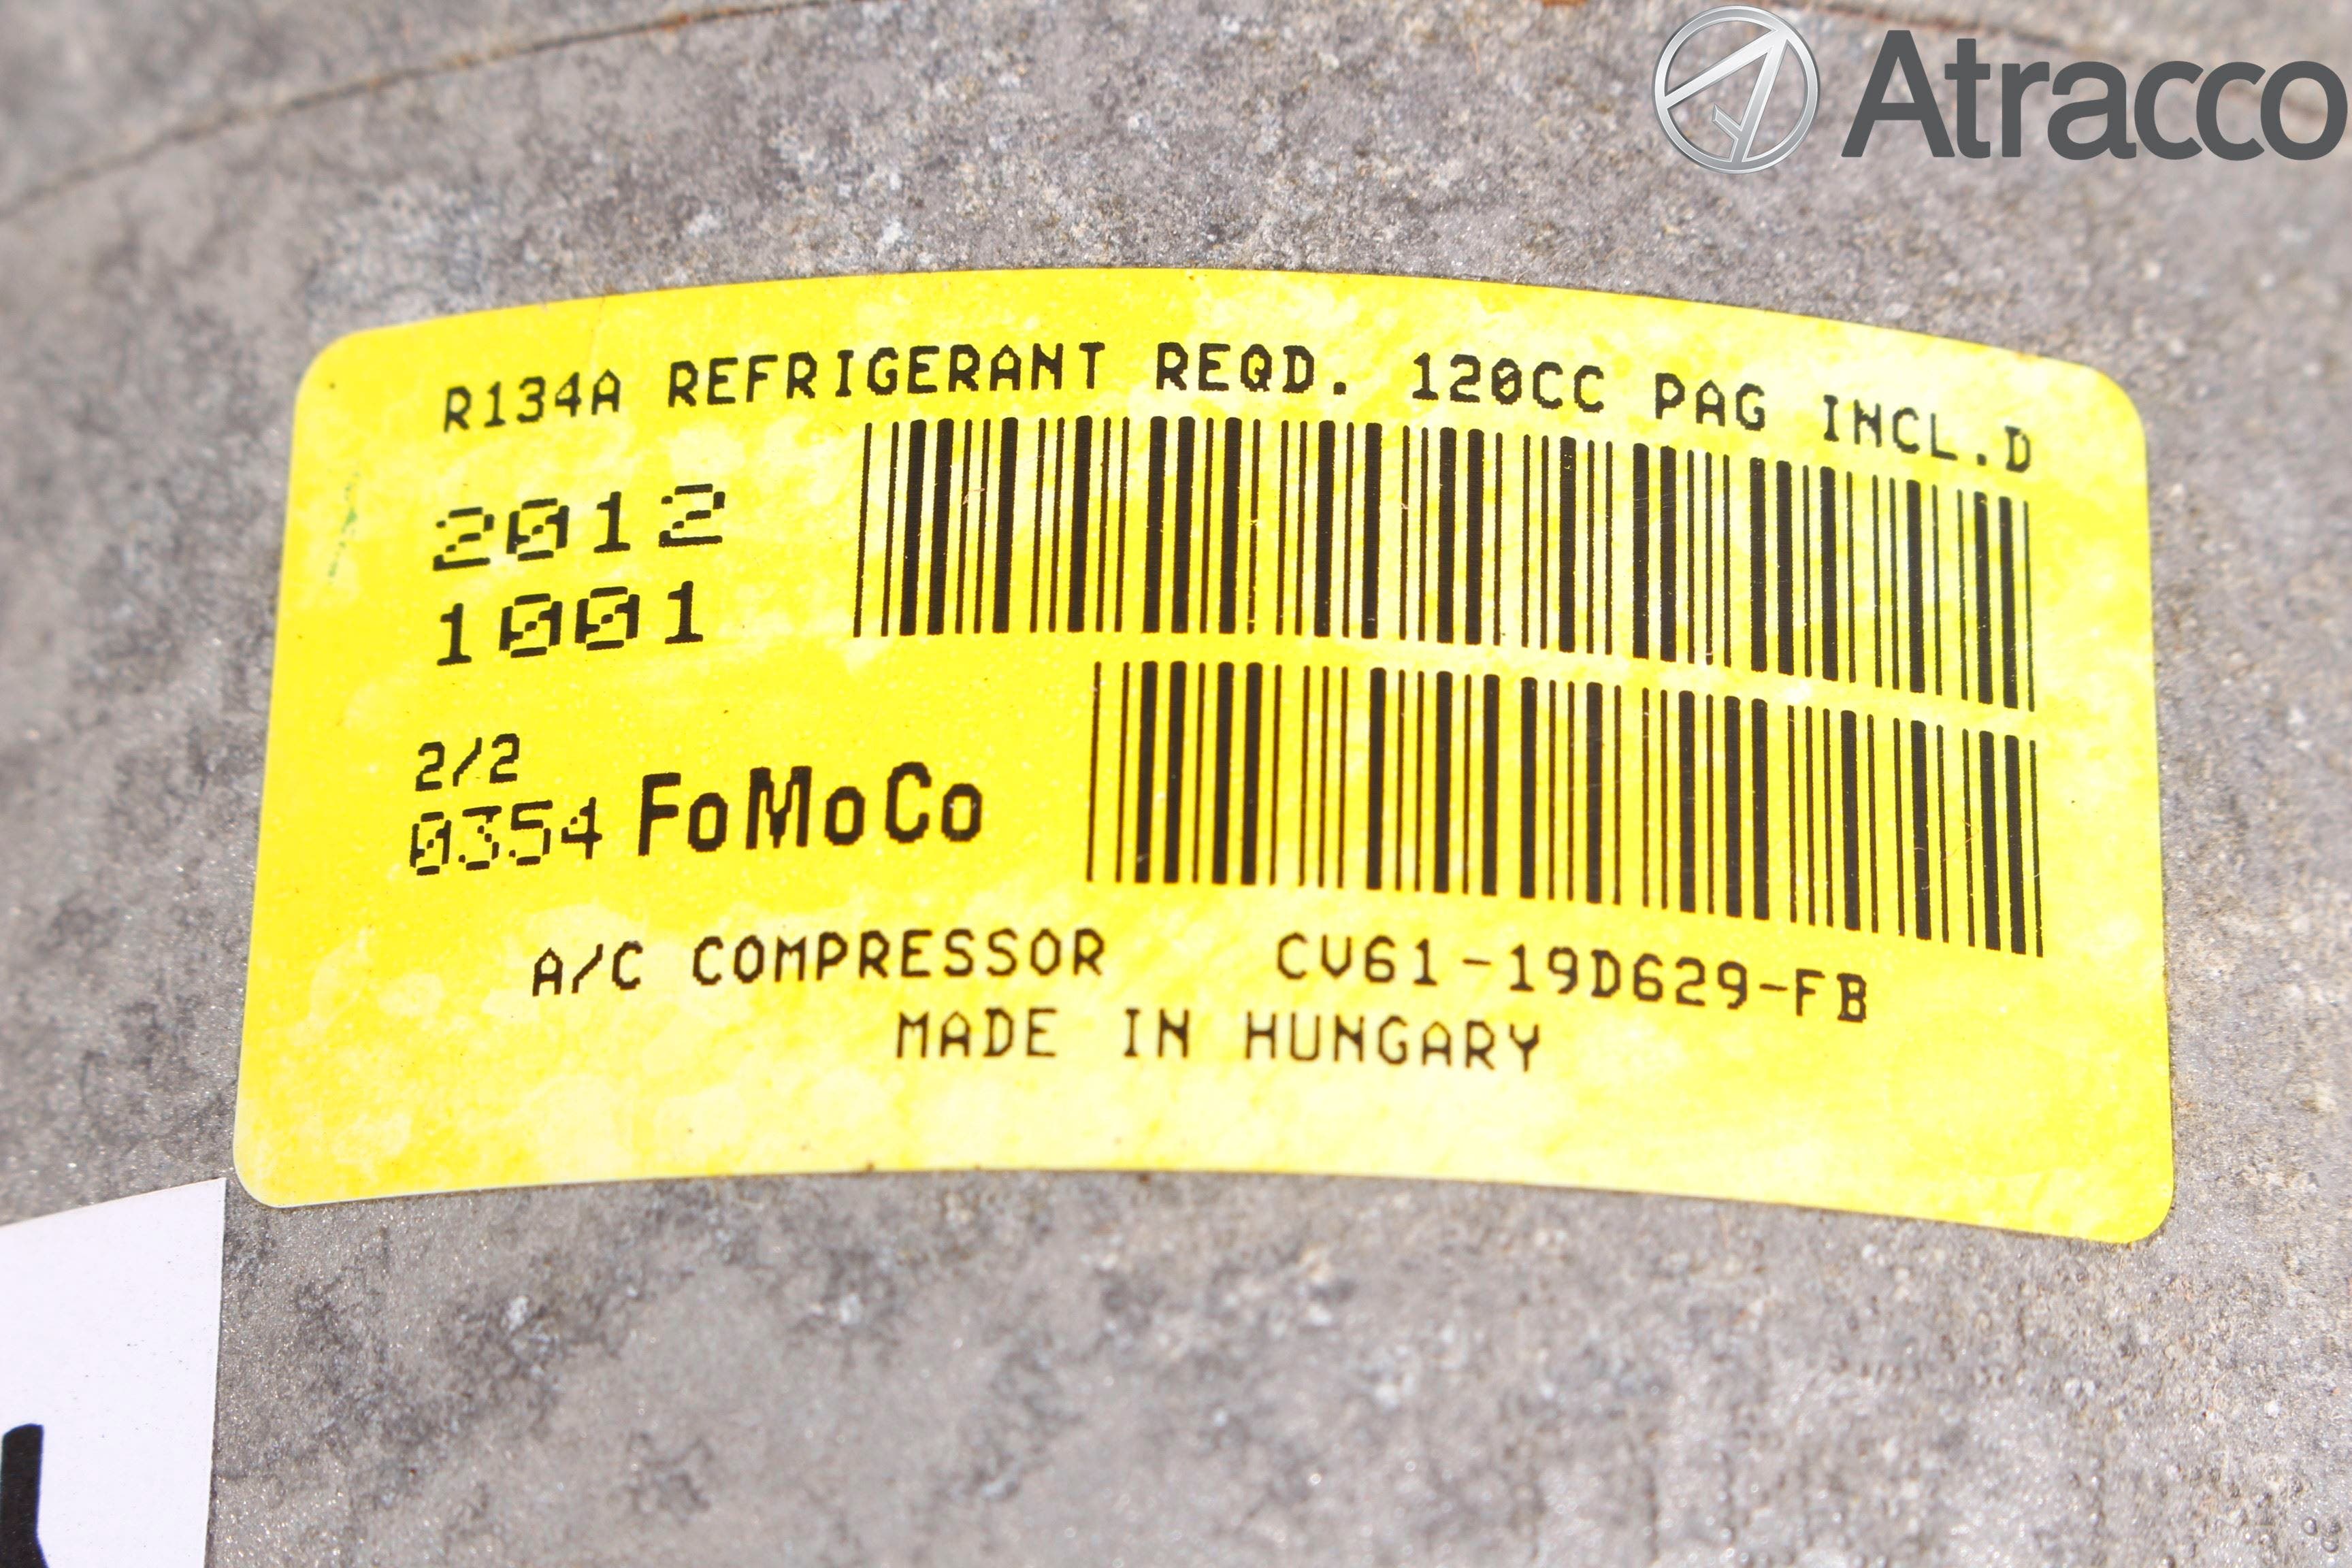 Atracco
R134A REFRIGERANT REQD. 120CC PAG INCL.D
2012
1001
2/2
0354 FoMoCo
A/C COMPRESSOR CV61-19D629-FB
MADE IN HUNGARY